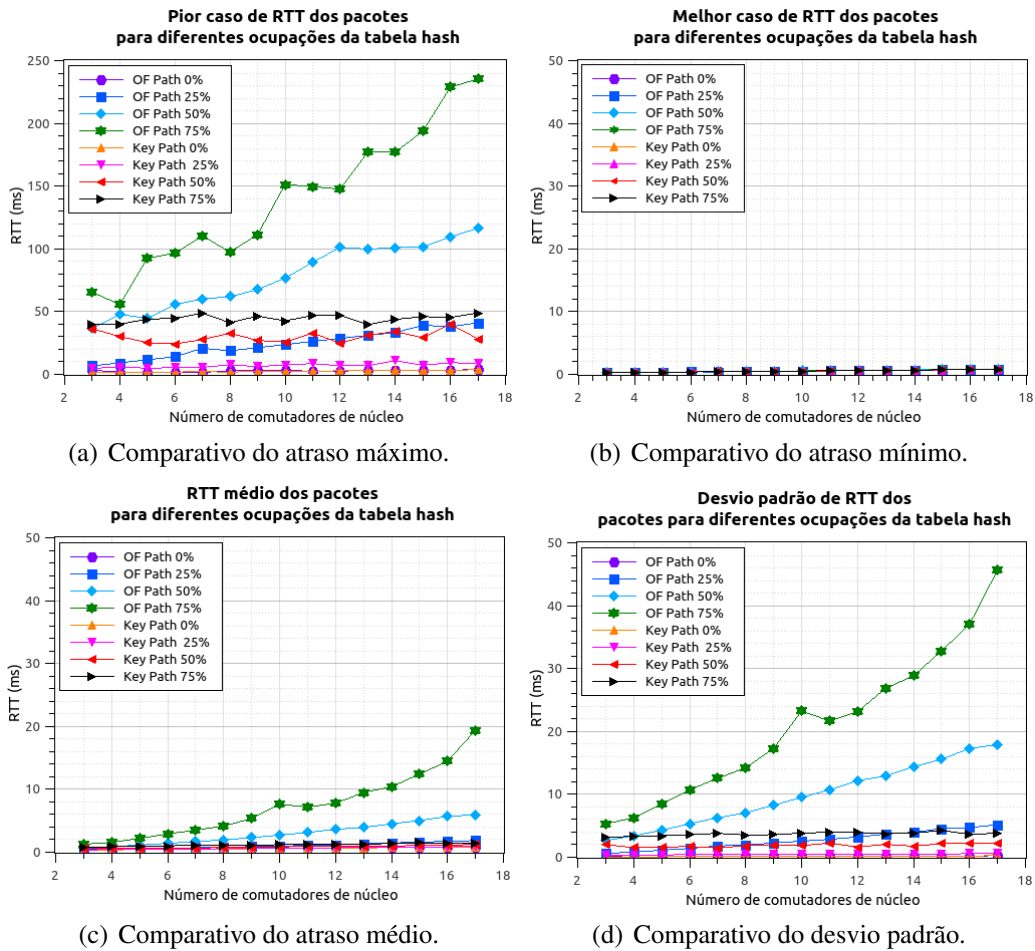 Pior caso de RTT dos pacotes
para diferentes ocupações da tabela hash
250
200
150
100
50
0
RTT (ms)
OF Path 0%
OF Path 25%
OF Path 50%
OF Path 75%
Key Path 0%
Key Path 25%
Key Path 50%
Key Path 75%
2 4 6 8 10 12 14 16 18
Número de comutadores de núcleo
(a) Comparativo do atraso máximo.
Melhor caso de RTT dos pacotes
para diferentes ocupações da tabela hash
50
40
30
20
10
0
RTT (ms)
OF Path 0%
OF Path 25%
OF Path 50%
OF Path 75%
Key Path 0%
Key Path 25%
Key Path 50%
Key Path 75%
2 4 6 8 10 12 14 16 18
Número de comutadores de núcleo
(b) Comparativo do atraso mínimo.
RTT médio dos pacotes
para diferentes ocupações da tabela hash
50
40
30
20
10
0
RTT (ms)
OF Path 0%
OF Path 25%
OF Path 50%
OF Path 75%
Key Path 0%
Key Path 25%
Key Path 50%
Key Path 75%
2 4 6 8 10 12 14 16 18
Número de comutadores de núcleo
(c) Comparativo do atraso médio.
Desvio padrão de RTT dos
pacotes para diferentes ocupações da tabela hash
50
40
30
20
10
0
RTT (ms)
OF Path 0%
OF Path 25%
OF Path 50%
OF Path 75%
Key Path 0%
Key Path 25%
Key Path 50%
Key Path 75%
2 4 6 8 10 12 14 16 18
Número de comutadores de núcleo
(d) Comparativo do desvio padrão.